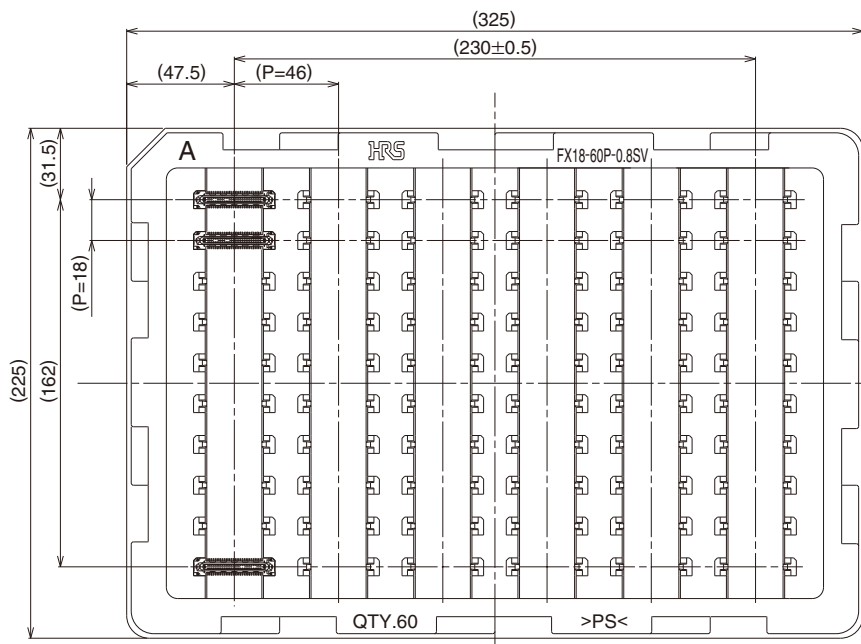 (325)
(230±0.5)
(47.5)
(P=46)
(31.5)
A
HRS
FX18-60P-0.8SV
(P=18)
(225)
(162)
QTY.60
>PS<